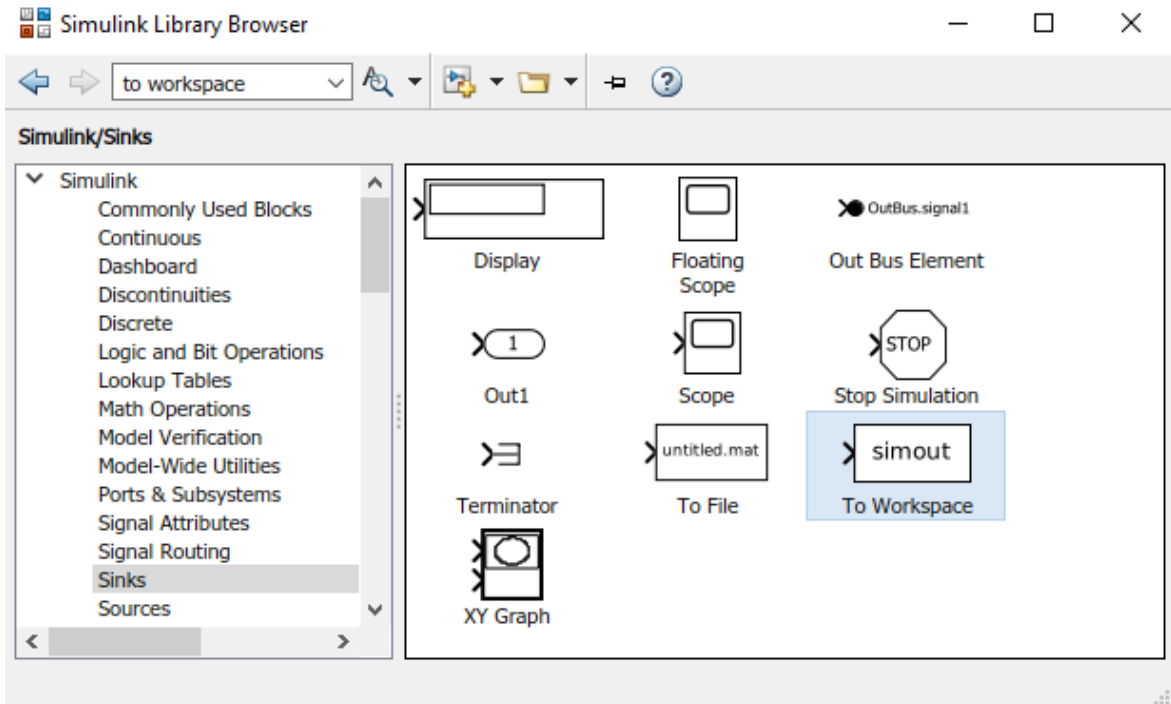 Simulink Library Browser
to workspace
Simulink/Sinks
Simulink
Commonly Used Blocks
Continuous
Dashboard
Discontinuities
Discrete
Logic and Bit Operations
Lookup Tables
Math Operations
Model Verification
Model-Wide Utilities
Ports & Subsystems
Signal Attributes
Signal Routing
Sinks
Sources
Display
Floating
Scope
OutBus.signal1
Out Bus Element
1
Out1
Scope
STOP
Stop Simulation
Terminator
untitled.mat
To File
simout
To Workspace
XY Graph